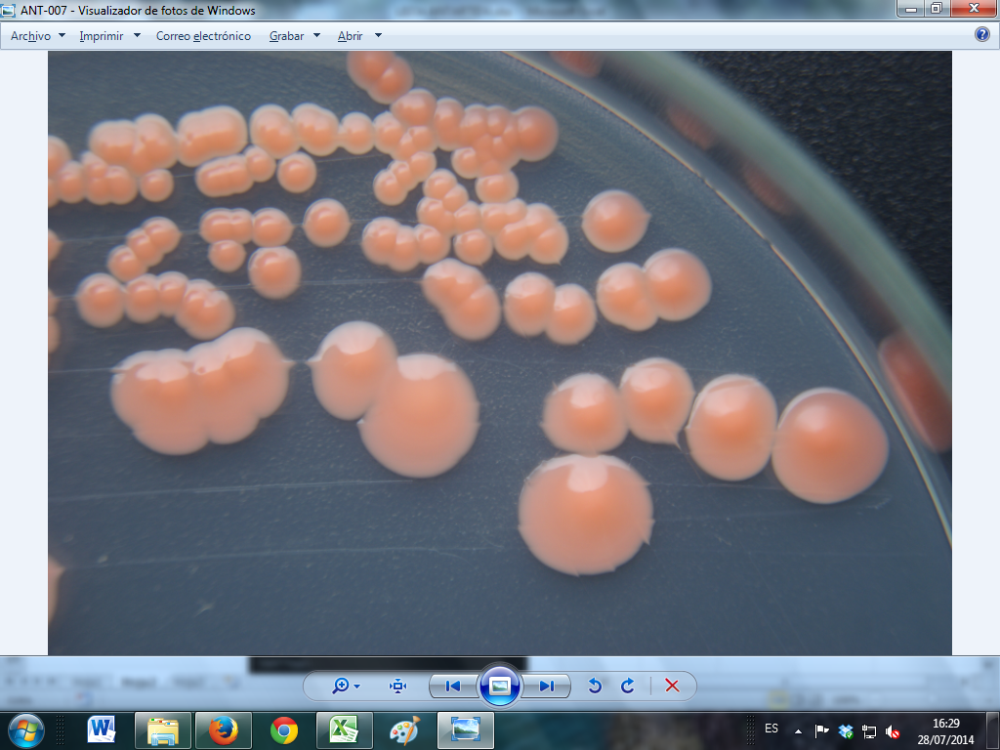 ANT-007 - Visualizador de fotos de Windows
Archivo Imprimir Correo electrónico Grabar Abrir
ES
16:29
28/07/2014